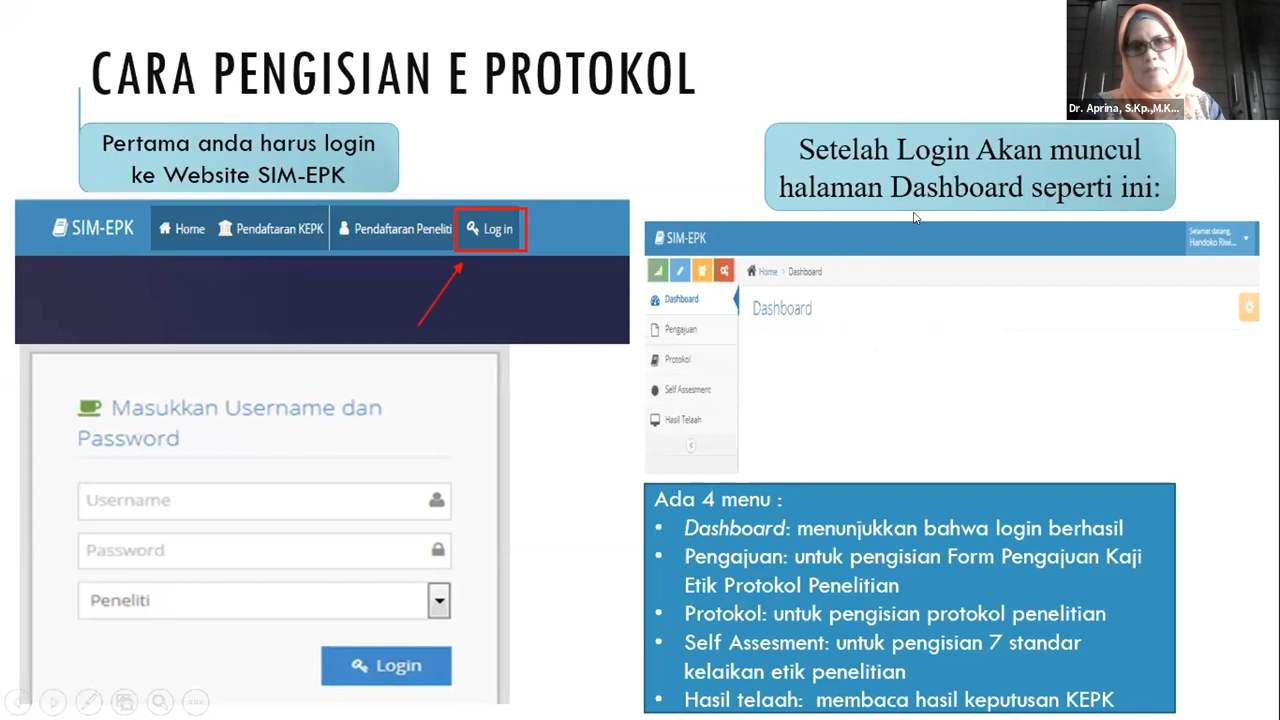 CARA PENGISIAN E PROTOKOL
Dr. Aprina, S.Kp.,M.K...
Pertama anda harus login
ke Website SIM-EPK
SIM-EPK
Home
Pendaftaran KEPK
Pendaftaran Peneliti
Log in
Masukkan Username dan
Password
Username
Password
Peneliti
Login
Setelah Login Akan muncul
halaman Dashboard seperti ini:
SIM-EPK
Selamat datang,
Handoko Riwi...
Home > Dashboard
Dashboard
Dashboard
Pengajuan
Protokol
Self Assesment
Hasil Telaah
Ada 4 menu :
• Dashboard: menunjukkan bahwa login berhasil
• Pengajuan: untuk pengisian Form Pengajuan Kaji
Etik Protokol Penelitian
• Protokol: untuk pengisian protokol penelitian
• Self Assesment: untuk pengisian 7 standar
kelaikan etik penelitian
• Hasil telaah: membaca hasil keputusan KEPK